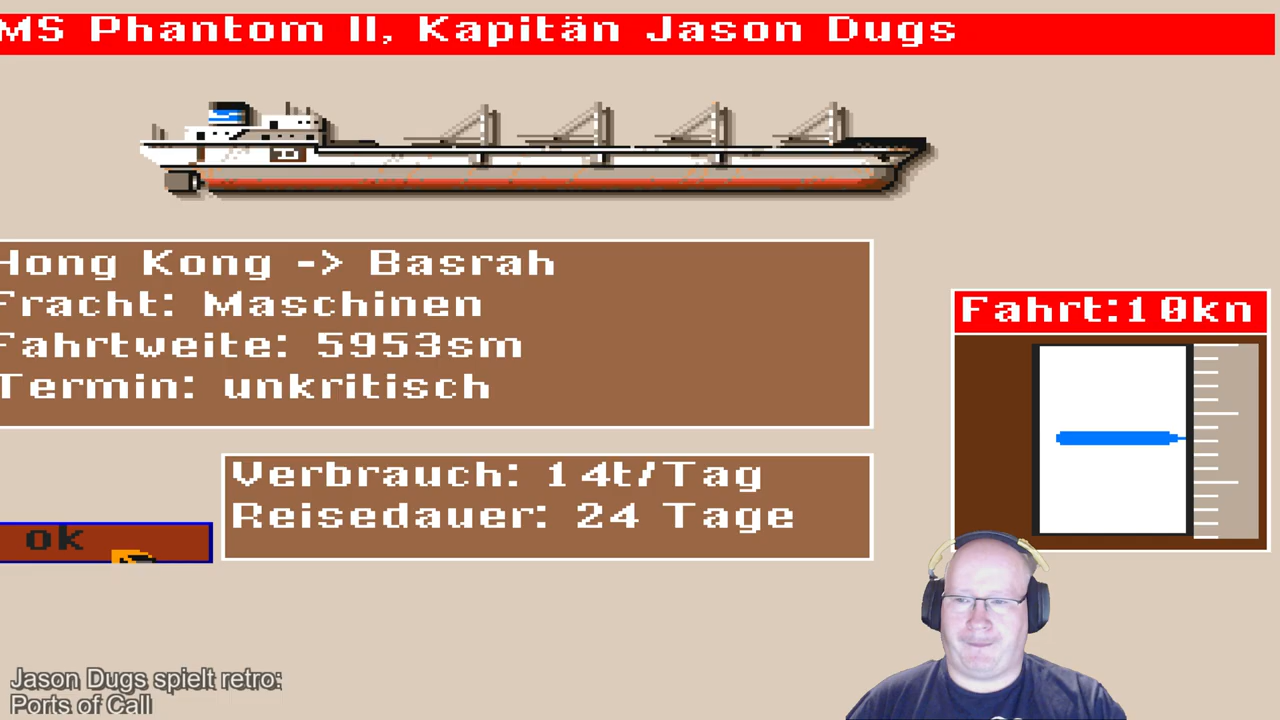 MS Phantom II, Kapitän Jason Dugs
Hong Kong -> Basrah
Fracht: Maschinen
Fahrtweite: 5953sm
Termin: unkritisch
Fahrt:10kn
Verbrauch: 14t/Tag
Reisedauer: 24 Tage
ok
Jason Dugs spielt retro:
Ports of Call